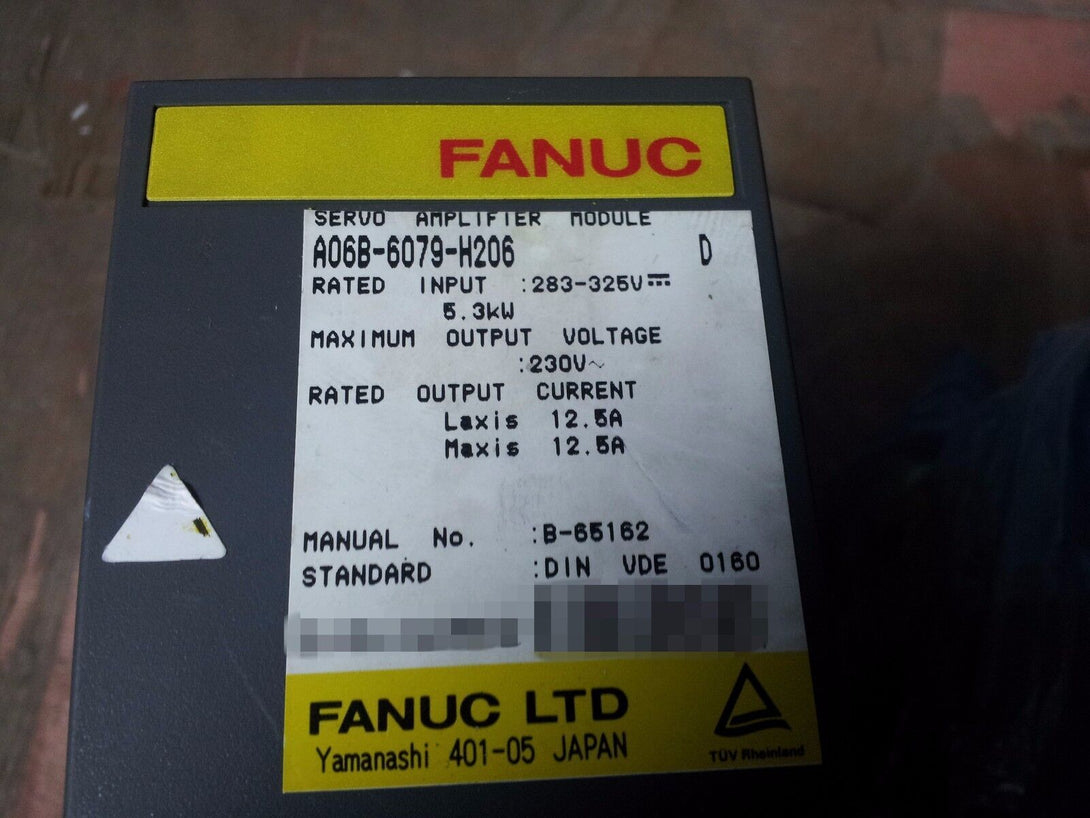 FANUC
SERVO AMPLIFIER MODULE
A06B-6079-H206 D
RATED INPUT :283-325V⎓
5.3kW
MAXIMUM OUTPUT VOLTAGE
:230V~
RATED OUTPUT CURRENT
Laxis 12.5A
Maxis 12.5A
MANUAL No. :B-65162
STANDARD :DIN VDE 0160
FANUC LTD
Yamanashi 401-05 JAPAN
TÜV Rheinland